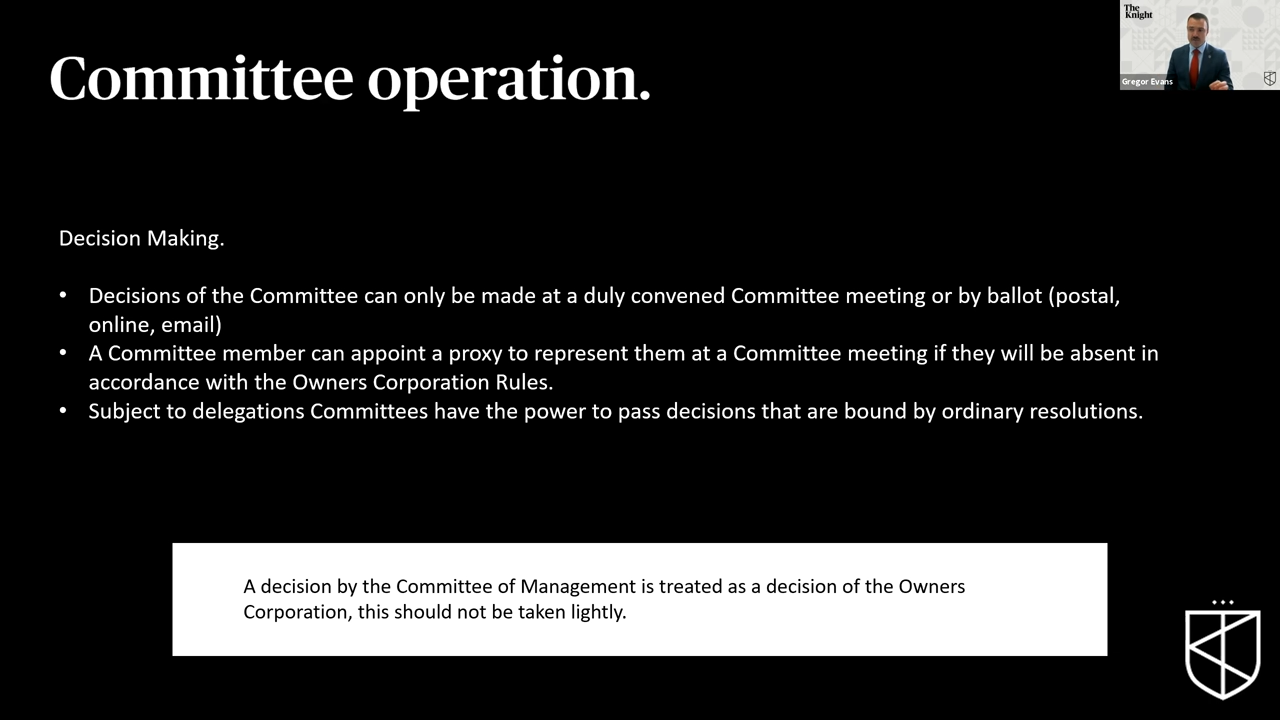 The
Knight
Gregor Evans
Committee operation.
Decision Making.
• Decisions of the Committee can only be made at a duly convened Committee meeting or by ballot (postal,
online, email)
• A Committee member can appoint a proxy to represent them at a Committee meeting if they will be absent in
accordance with the Owners Corporation Rules.
• Subject to delegations Committees have the power to pass decisions that are bound by ordinary resolutions.
A decision by the Committee of Management is treated as a decision of the Owners
Corporation, this should not be taken lightly.